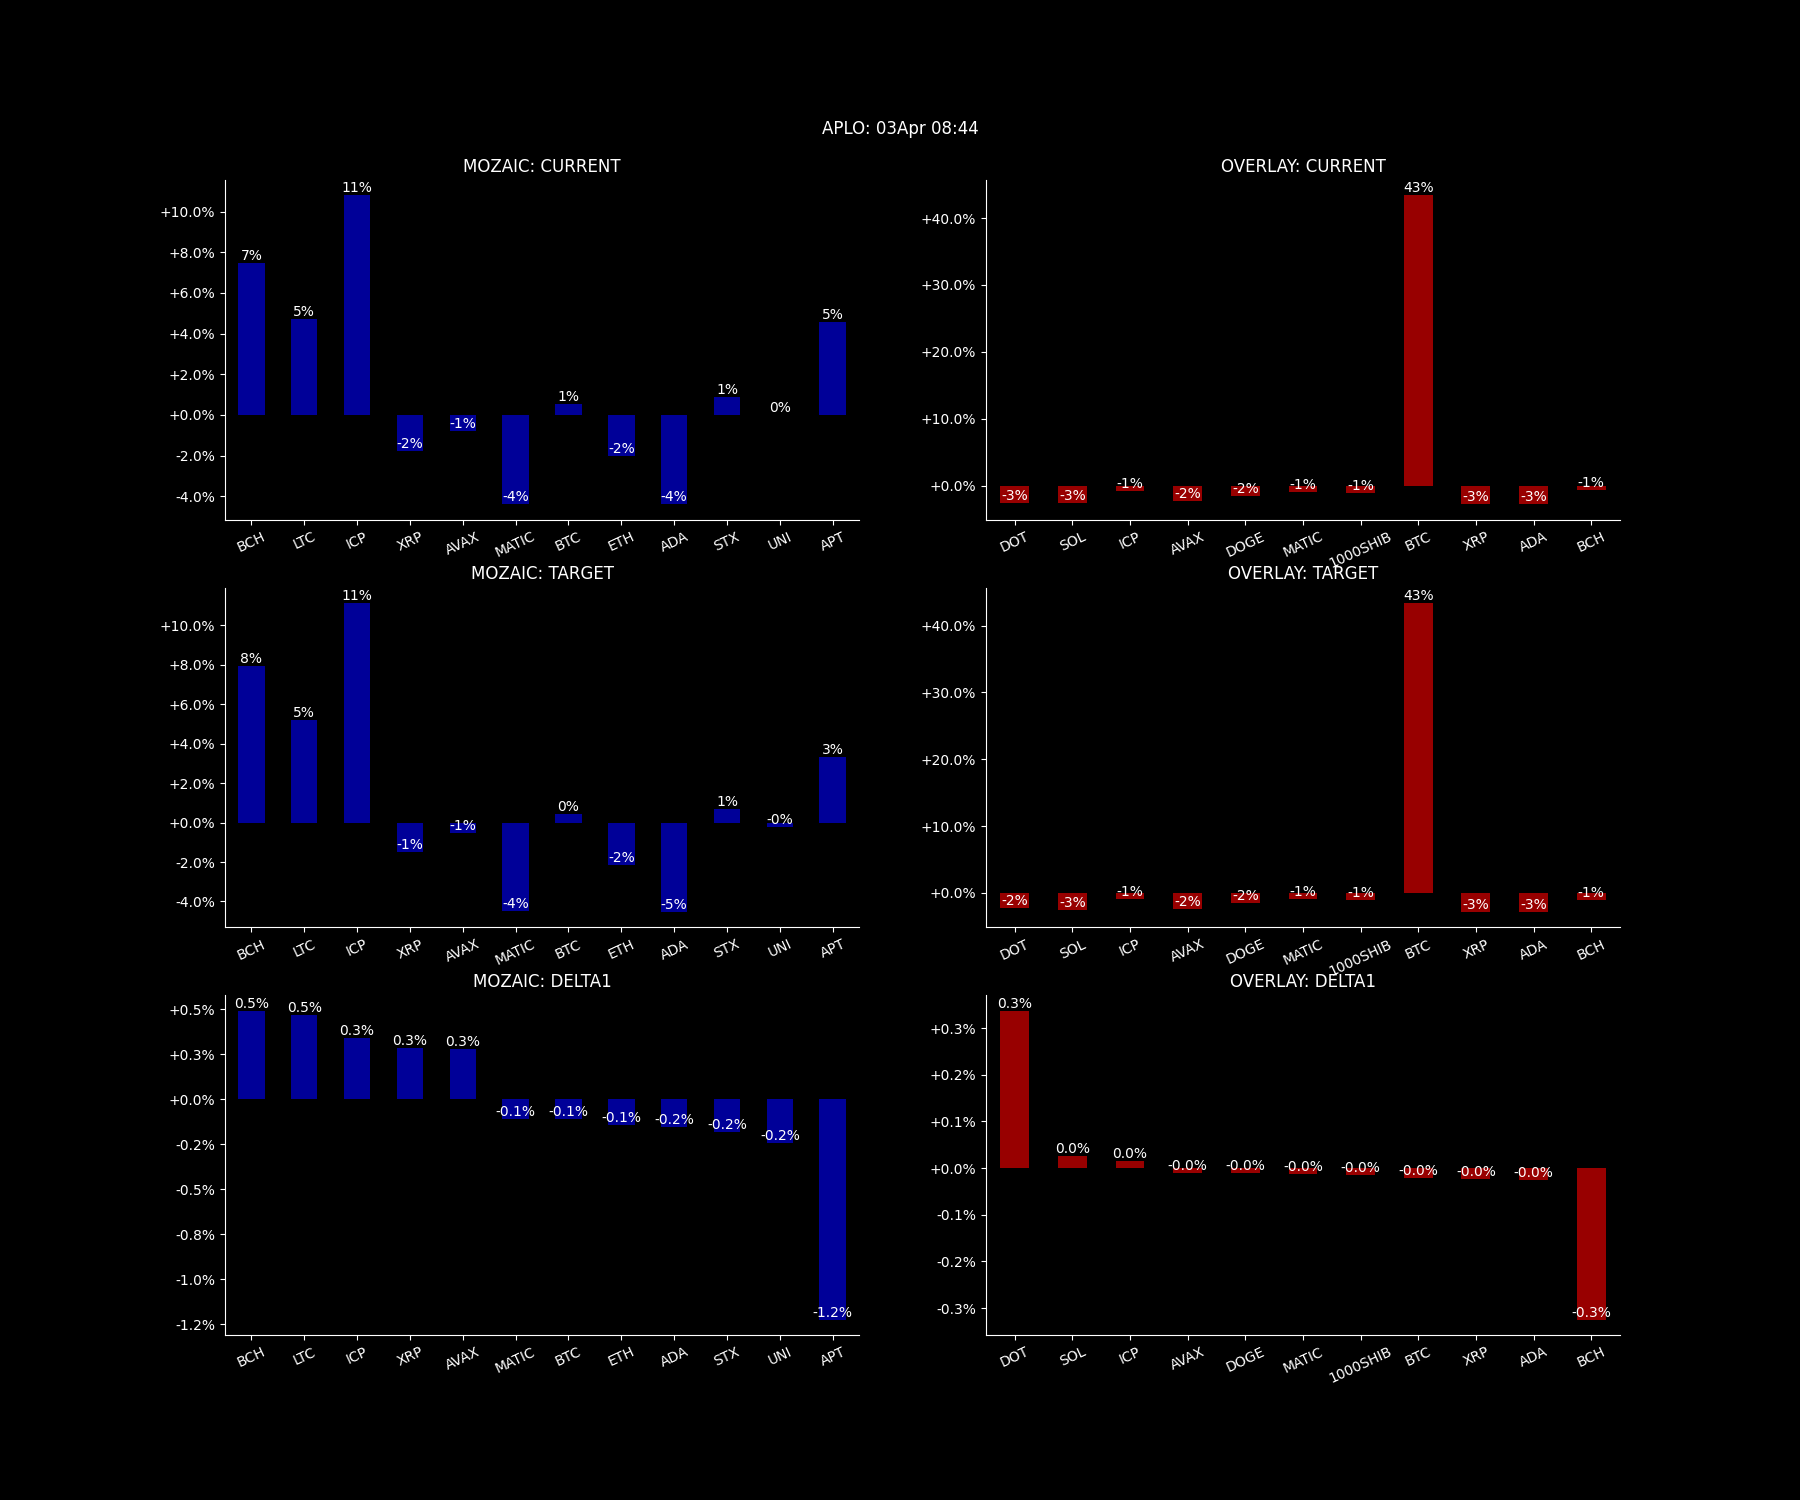 APLO: 03Apr 08:44
MOZAIC: CURRENT
+10.0%
+8.0%
+6.0%
+4.0%
+2.0%
+0.0%
-2.0%
-4.0%
7%
5%
11%
-2%
-1%
-4%
1%
-2%
-4%
1%
0%
5%
BCH
LTC
ICP
XRP
AVAX
MATIC
BTC
ETH
ADA
STX
UNI
APT
OVERLAY: CURRENT
+40.0%
+30.0%
+20.0%
+10.0%
+0.0%
-3%
-3%
-1%
-2%
-2%
-1%
-1%
43%
-3%
-3%
-1%
DOT
SOL
ICP
AVAX
DOGE
MATIC
1000SHIB
BTC
XRP
ADA
BCH
MOZAIC: TARGET
+10.0%
+8.0%
+6.0%
+4.0%
+2.0%
+0.0%
-2.0%
-4.0%
8%
5%
11%
-1%
-1%
-4%
0%
-2%
-5%
1%
-0%
3%
BCH
LTC
ICP
XRP
AVAX
MATIC
BTC
ETH
ADA
STX
UNI
APT
OVERLAY: TARGET
+40.0%
+30.0%
+20.0%
+10.0%
+0.0%
-2%
-3%
-1%
-2%
-2%
-1%
-1%
43%
-3%
-3%
-1%
DOT
SOL
ICP
AVAX
DOGE
MATIC
1000SHIB
BTC
XRP
ADA
BCH
MOZAIC: DELTA1
+0.5%
+0.3%
+0.0%
-0.2%
-0.5%
-0.8%
-1.0%
-1.2%
0.5%
0.5%
0.3%
0.3%
0.3%
-0.1%
-0.1%
-0.1%
-0.2%
-0.2%
-0.2%
-1.2%
BCH
LTC
ICP
XRP
AVAX
MATIC
BTC
ETH
ADA
STX
UNI
APT
OVERLAY: DELTA1
+0.3%
+0.2%
+0.1%
+0.0%
-0.1%
-0.2%
-0.3%
0.3%
0.0%
0.0%
-0.0%
-0.0%
-0.0%
-0.0%
-0.0%
-0.0%
-0.0%
-0.3%
DOT
SOL
ICP
AVAX
DOGE
MATIC
1000SHIB
BTC
XRP
ADA
BCH